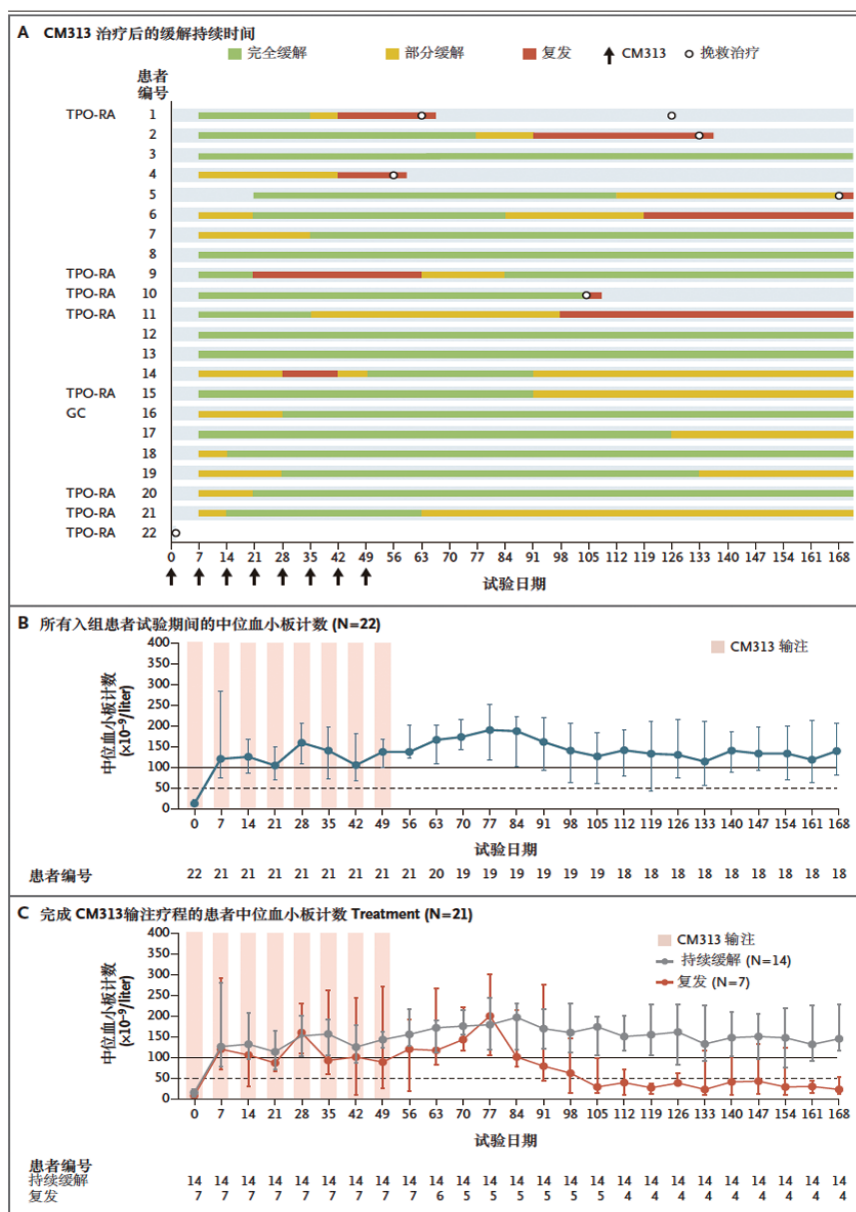 A CM313 治疗后的缓解持续时间
完全缓解 部分缓解 复发 CM313 挽救治疗
患者
编号
TPO-RA 1
2
3
4
5
6
7
8
TPO-RA 9
TPO-RA 10
TPO-RA 11
12
13
14
TPO-RA 15
GC 16
17
18
19
TPO-RA 20
TPO-RA 21
TPO-RA 22
0 7 14 21 28 35 42 49 56 63 70 77 84 91 98 105 112 119 126 133 140 147 154 161 168
试验日期
B 所有入组患者试验期间的中位血小板计数 (N=22)
CM313 输注
中位血小板计数
(×10⁻⁹/liter)
400
350
300
250
200
150
100
50
0
0 7 14 21 28 35 42 49 56 63 70 77 84 91 98 105 112 119 126 133 140 147 154 161 168
试验日期
患者编号 22 21 21 21 21 21 21 21 21 20 19 19 19 19 19 19 18 18 18 18 18 18 18 18 18
C 完成 CM313输注疗程的患者中位血小板计数 Treatment (N=21)
CM313 输注
持续缓解 (N=14)
复发 (N=7)
中位血小板计数
(×10⁻⁹/liter)
400
350
300
250
200
150
100
50
0
0 7 14 21 28 35 42 49 56 63 70 77 84 91 98 105 112 119 126 133 140 147 154 161 168
试验日期
患者编号
持续缓解 14 14 14 14 14 14 14 14 14 14 14 14 14 14 14 14 14 14 14 14 14 14 14 14 14
复发 7 7 7 7 7 7 7 7 7 6 5 5 5 5 5 5 4 4 4 4 4 4 4 4 4